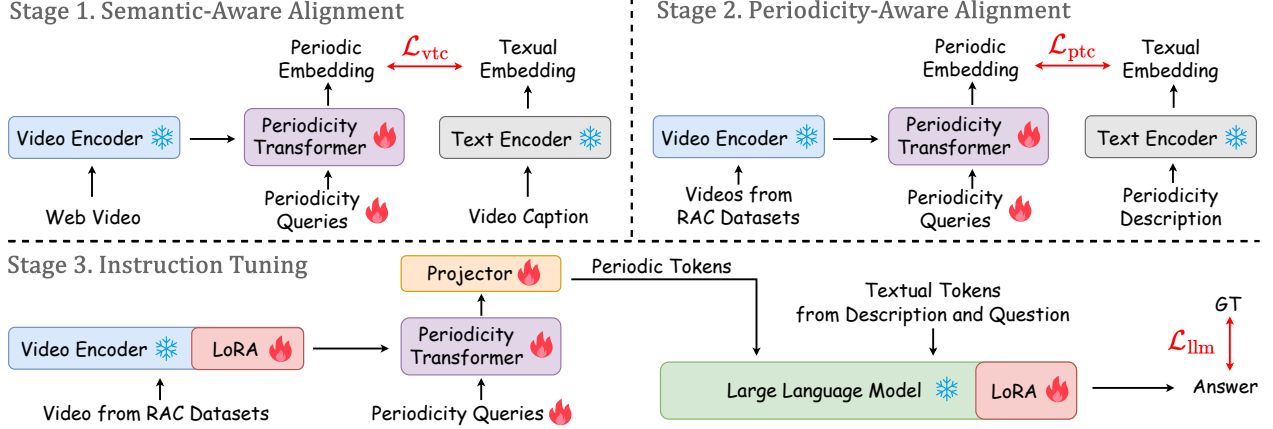 Stage 1. Semantic-Aware Alignment
Periodic
Embedding
ℒvtc
Texual
Embedding
Video Encoder
Periodicity
Transformer
Text Encoder
Web Video
Periodicity
Queries
Video Caption
Stage 2. Periodicity-Aware Alignment
Periodic
Embedding
ℒptc
Texual
Embedding
Video Encoder
Periodicity
Transformer
Text Encoder
Videos from
RAC Datasets
Periodicity
Queries
Periodicity
Description
Stage 3. Instruction Tuning
Projector
Periodic Tokens
Video Encoder
LoRA
Periodicity
Transformer
Video from RAC Datasets
Periodicity Queries
Textual Tokens
from Description and Question
Large Language Model
LoRA
GT
ℒllm
Answer